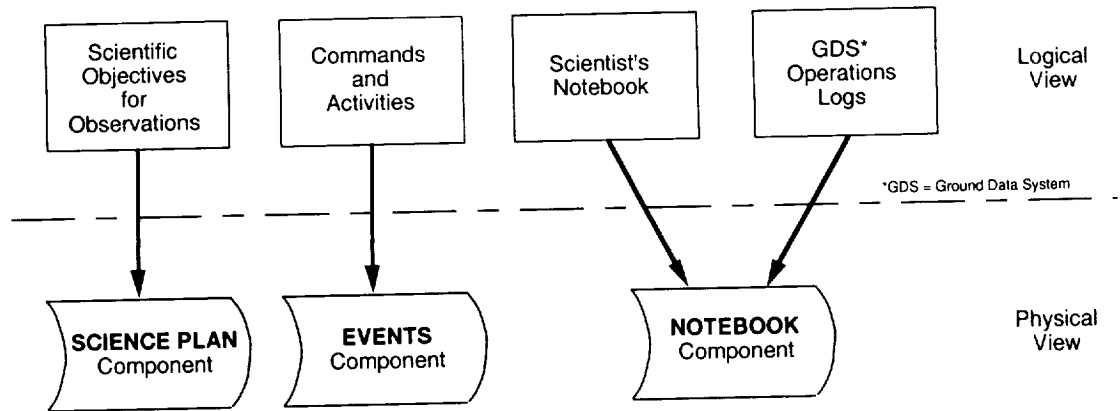 Scientific
Objectives
for
Observations
Commands
and
Activities
Scientist's
Notebook
GDS*
Operations
Logs
Logical
View
*GDS = Ground Data System
SCIENCE PLAN
Component
EVENTS
Component
NOTEBOOK
Component
Physical
View